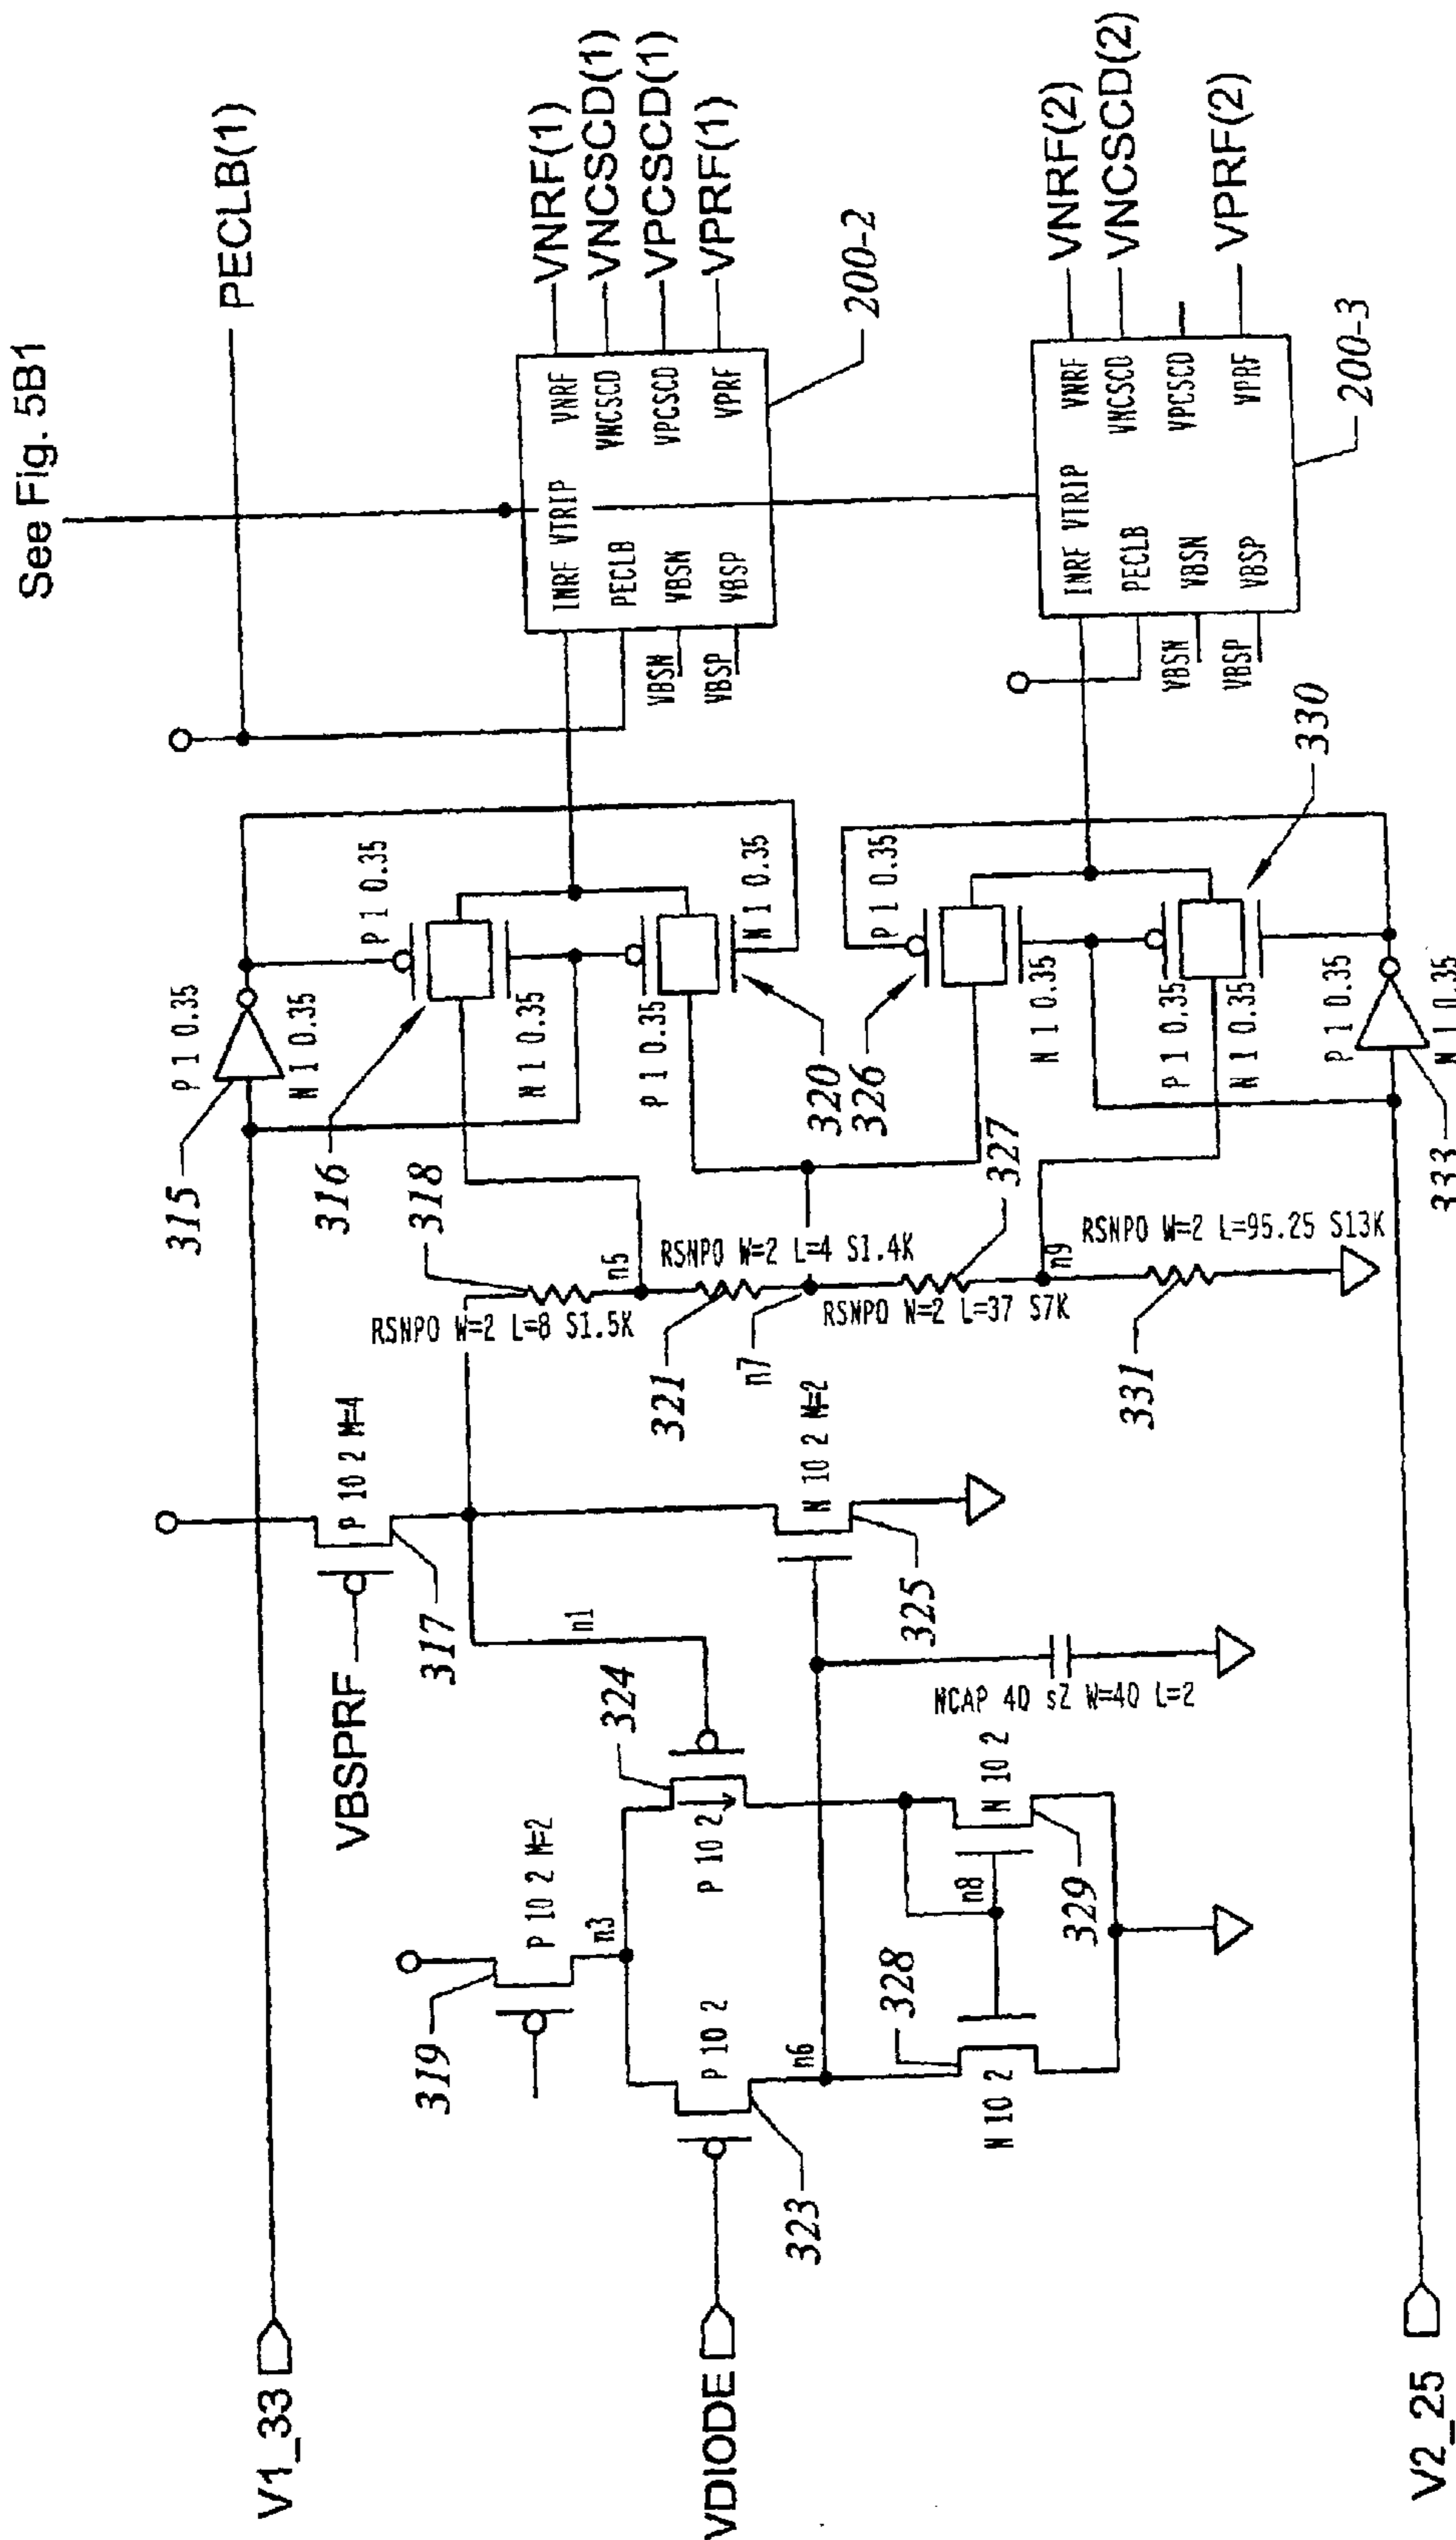 See Fig. 5B1
PECLB(1)
VNRF(1)
VNCSCD(1)
VPCSCD(1)
VPRF(1)
200-2
INRF VTRIP
VNRF
PECLB
VNCSCD
VBSN
VPCSCD
VBSP
VPRF
VBSN
VBSP
VNRF(2)
VNCSCD(2)
VPRF(2)
200-3
INRF VTRIP
VNRF
PECLB
VNCSCD
VBSN
VPCSCD
VBSP
VPRF
VBSN
VBSP
330
P 1 0.35
N 1 0.35
315
P 1 0.35
N 1 0.35
316
P 1 0.35
N 1 0.35
320
326
P 1 0.35
N 1 0.35
P 1 0.35
N 1 0.35
P 1 0.35
N 1 0.35
333
318
n5
RSNPO W=2 L=8 S1.5K
RSNPO W=2 L=4 S1.4K
321
n7
327
RSNPO W=2 L=37 S7K
n9
RSNPO W=2 L=95.25 S13K
331
P 10 2 M=4
VBSPRF
317
n1
N 10 2 M=2
325
NCAP 40 s2 W=40 L=2
324
P 10 2
319
P 10 2 M=2
n3
P 10 2
323
n6
n8
N 10 2
329
328
N 10 2
V1_33
VDIODE
V2_25